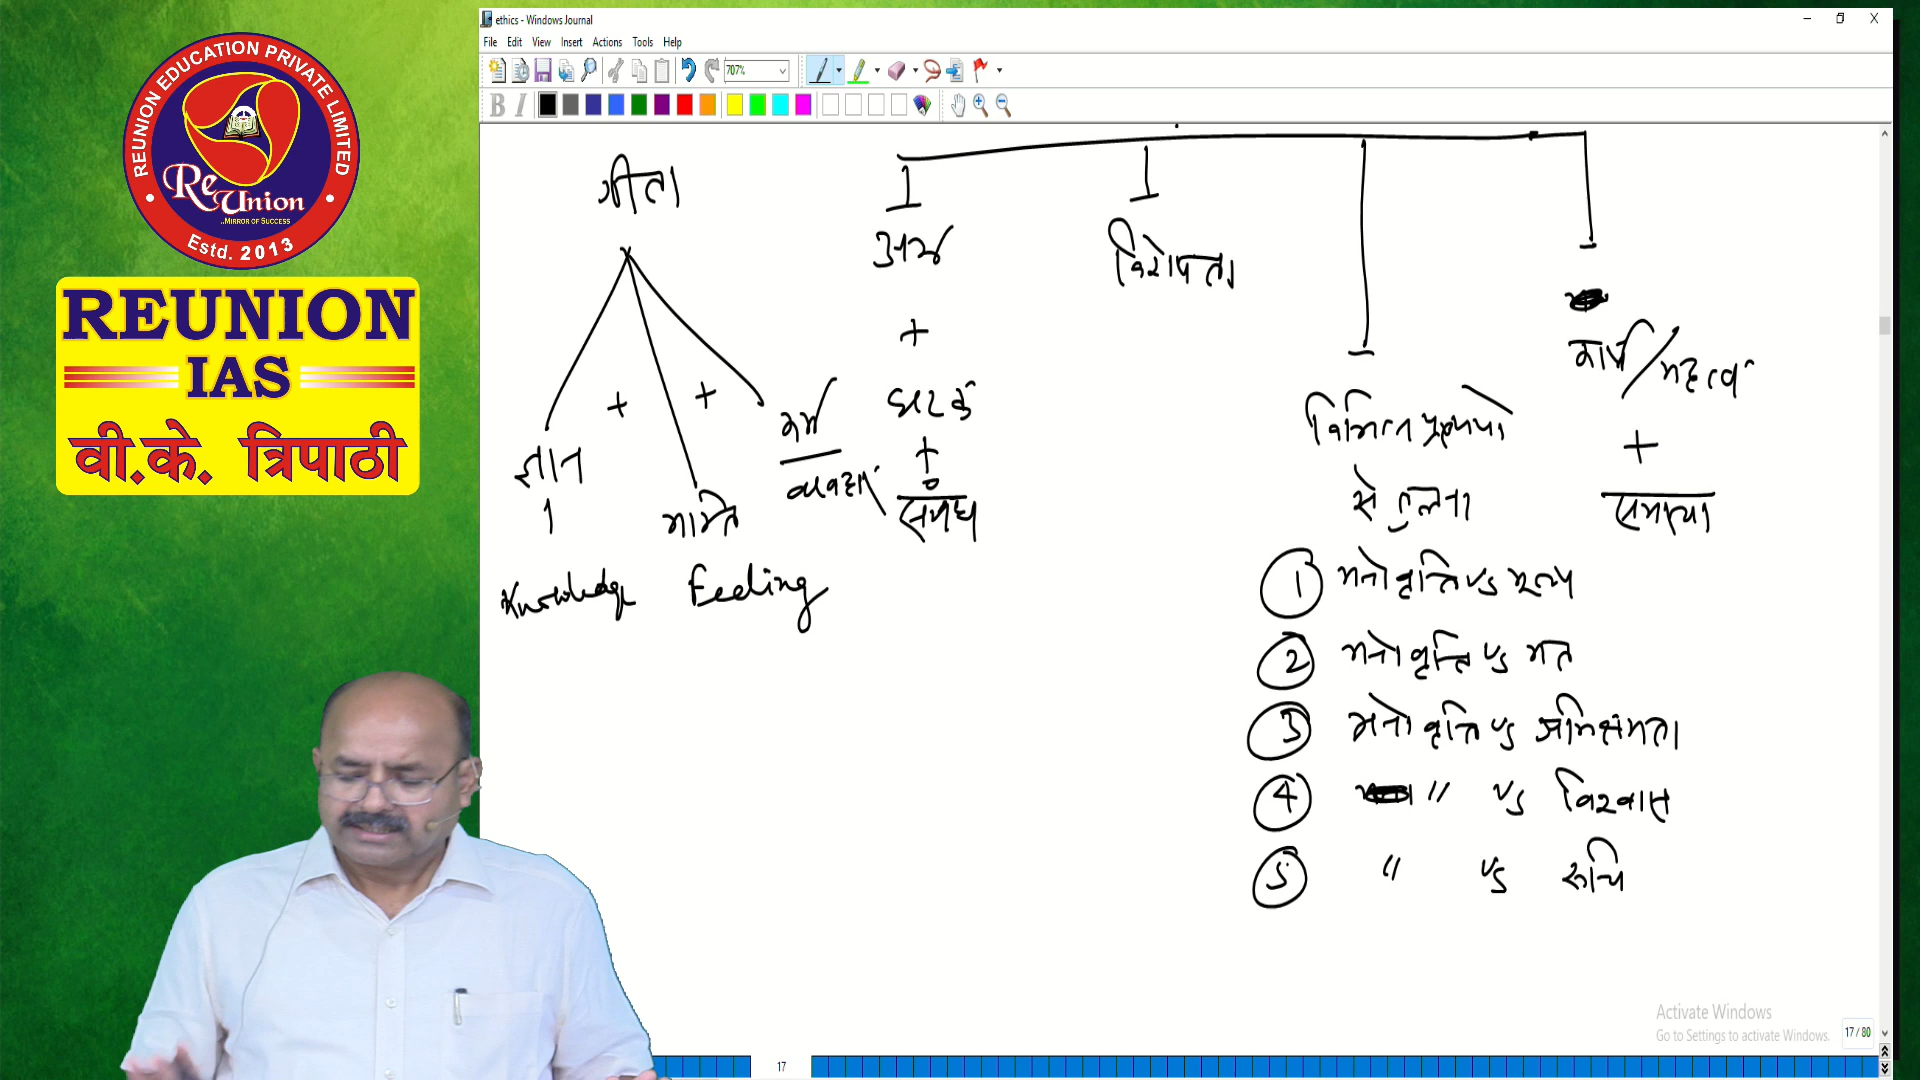 REUNION EDUCATION PRIVATE LIMITED
ReUnion
..MIRROR OF SUCCESS
Estd. 2013
REUNION
IAS
वी.के. त्रिपाठी
ethics - Windows Journal
File Edit View Insert Actions Tools Help
707%
B I
गीता
अर्थ
विशेषता
+
कार्य/महत्व
+ +
घटक
कर्म
विभिन्न प्रत्ययो
+
ज्ञान
+
व्यवहार
से तुलना
भक्ति
संबंध
समस्या
Knowledge Feeling
1 मनोवृत्ति vs मूल्य
2 मनोवृत्ति vs मत
3 मनोवृत्ति vs अभिक्षमता
4 " vs विश्वास
5 " vs रूचि
Activate Windows
Go to Settings to activate Windows.
17 / 80
17